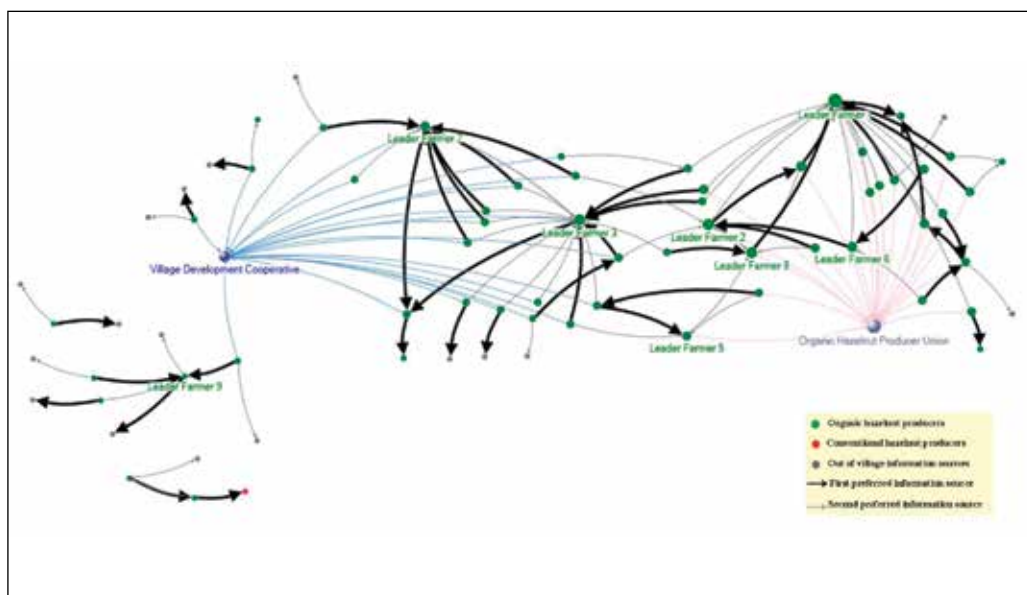 Leader Farmer
Leader Farmer
Leader Farmer 3
Leader Farmer 2
Leader Farmer 8
Leader Farmer 6
Village Development Cooperative
Leader Farmer 5
Organic Hazelnut Producer Union
Leader Farmer 9
Organic hazelnut producers
Conventional hazelnut producers
Out of village information sources
First preferred information source
Second preferred information source